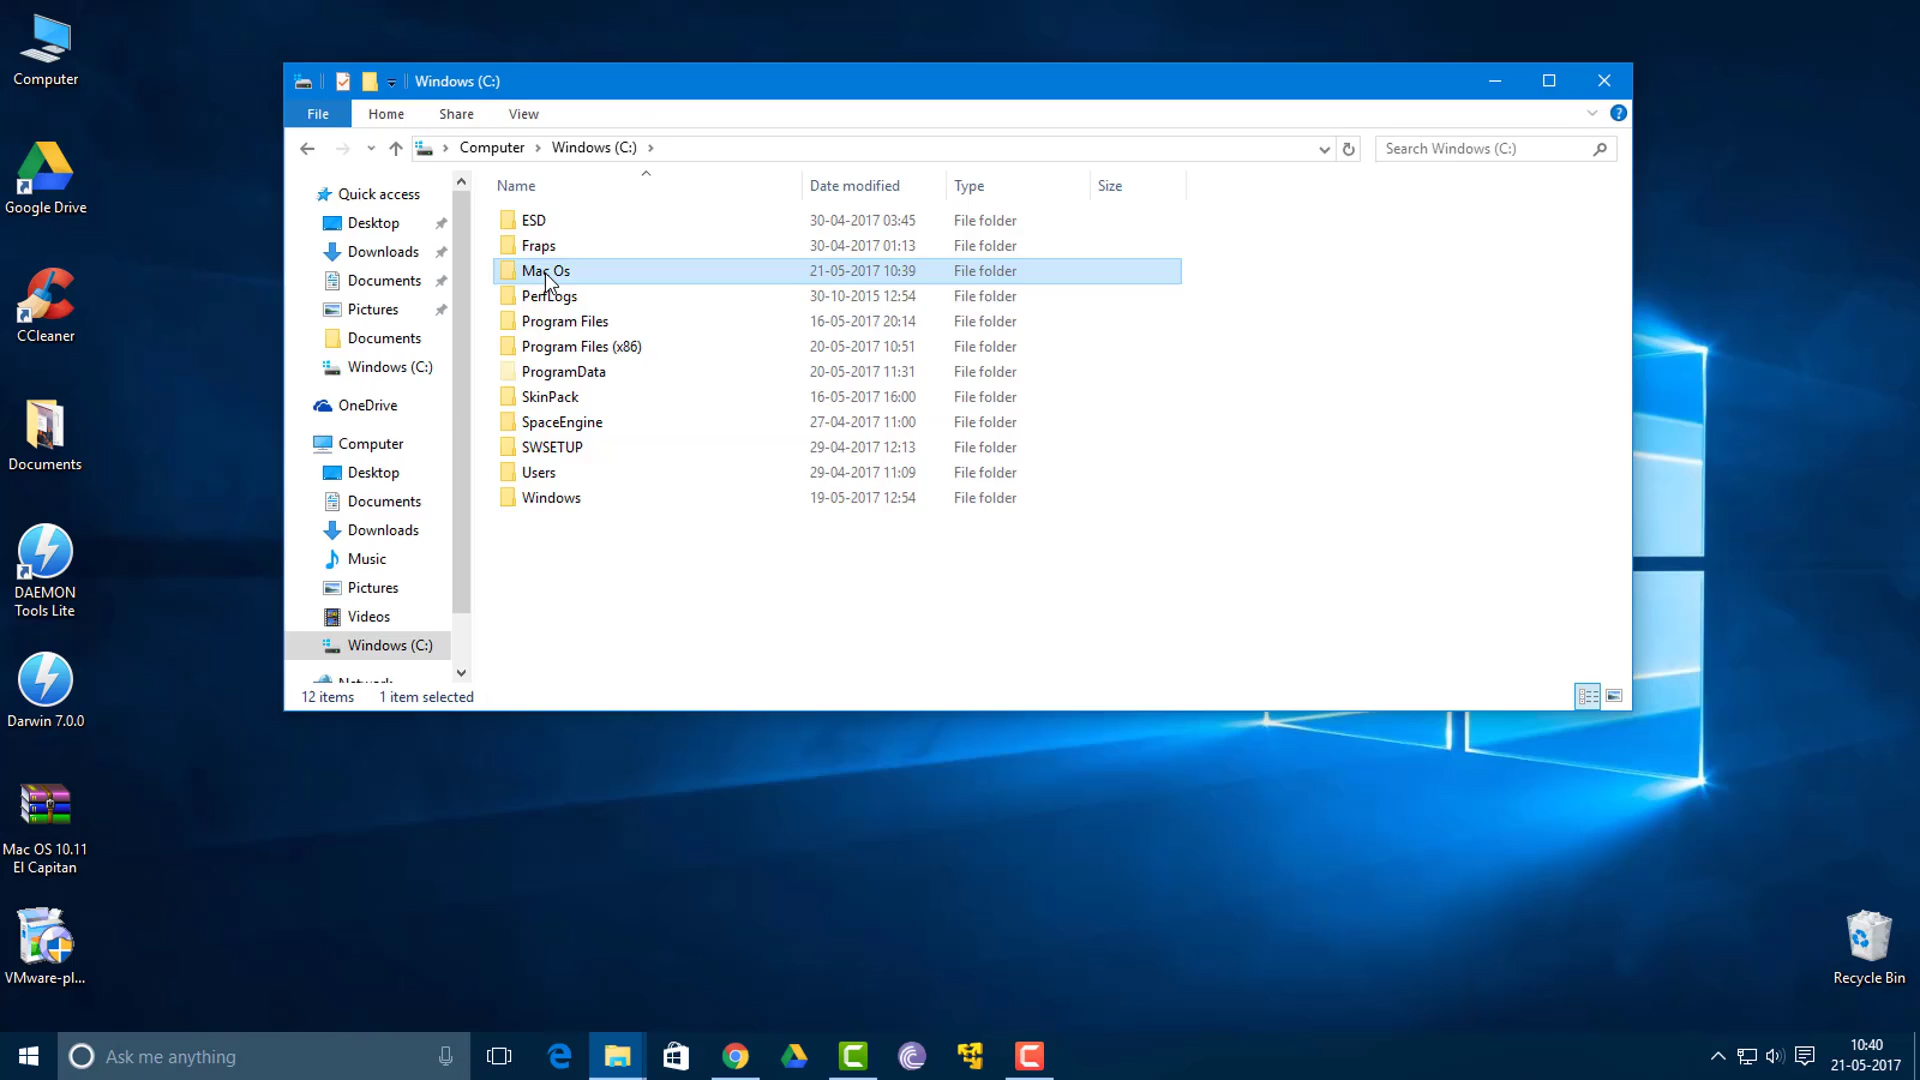 Computer
Google Drive
CCleaner
Documents
DAEMON
Tools Lite
Darwin 7.0.0
Mac OS 10.11
El Capitan
VMware-pl...
Windows (C:)
File Home Share View
Computer Windows (C:)
Search Windows (C:)
Quick access
Desktop
Downloads
Documents
Pictures
Documents
Windows (C:)
OneDrive
Computer
Desktop
Documents
Downloads
Music
Pictures
Videos
Windows (C:)
Network
Name Date modified Type Size
ESD 30-04-2017 03:45 File folder
Fraps 30-04-2017 01:13 File folder
Mac Os 21-05-2017 10:39 File folder
PerfLogs 30-10-2015 12:54 File folder
Program Files 16-05-2017 20:14 File folder
Program Files (x86) 20-05-2017 10:51 File folder
ProgramData 20-05-2017 11:31 File folder
SkinPack 16-05-2017 16:00 File folder
SpaceEngine 27-04-2017 11:00 File folder
SWSETUP 29-04-2017 12:13 File folder
Users 29-04-2017 11:09 File folder
Windows 19-05-2017 12:54 File folder
12 items 1 item selected
Recycle Bin
Ask me anything
10:40
21-05-2017